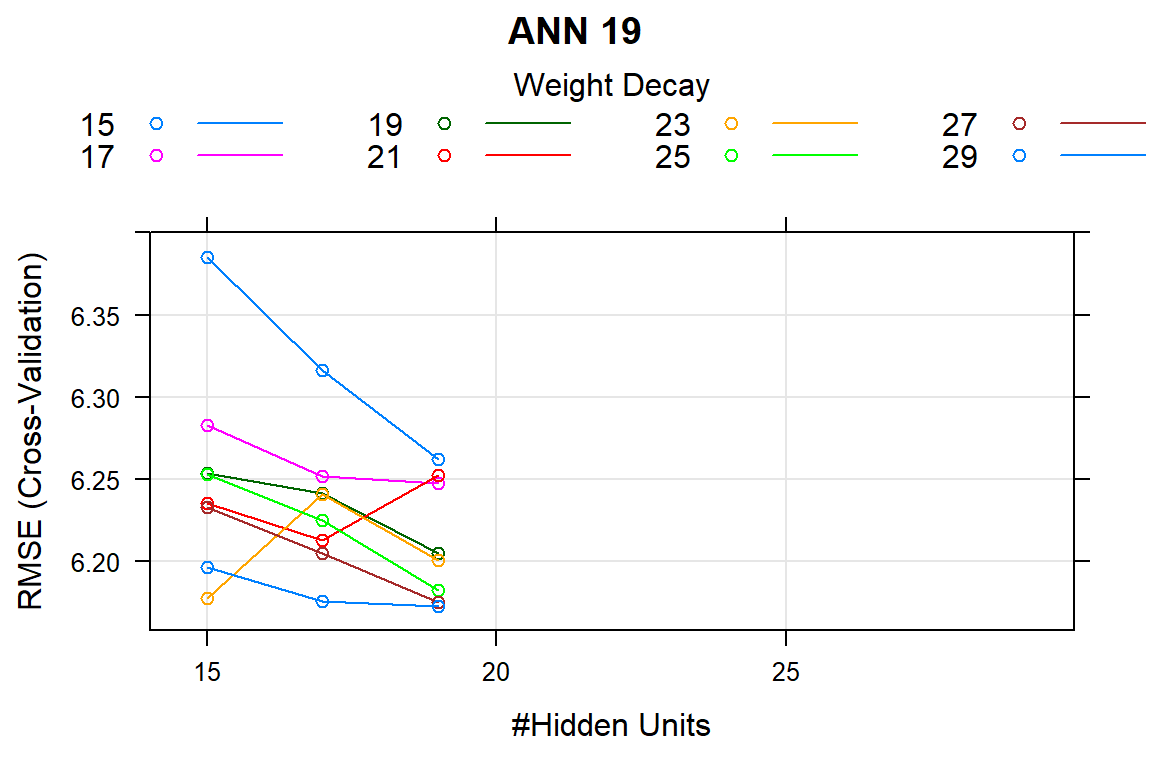 ANN 19
Weight Decay
15 19 23 27
17 21 25 29
RMSE (Cross-Validation)
6.35
6.30
6.25
6.20
15 20 25
#Hidden Units